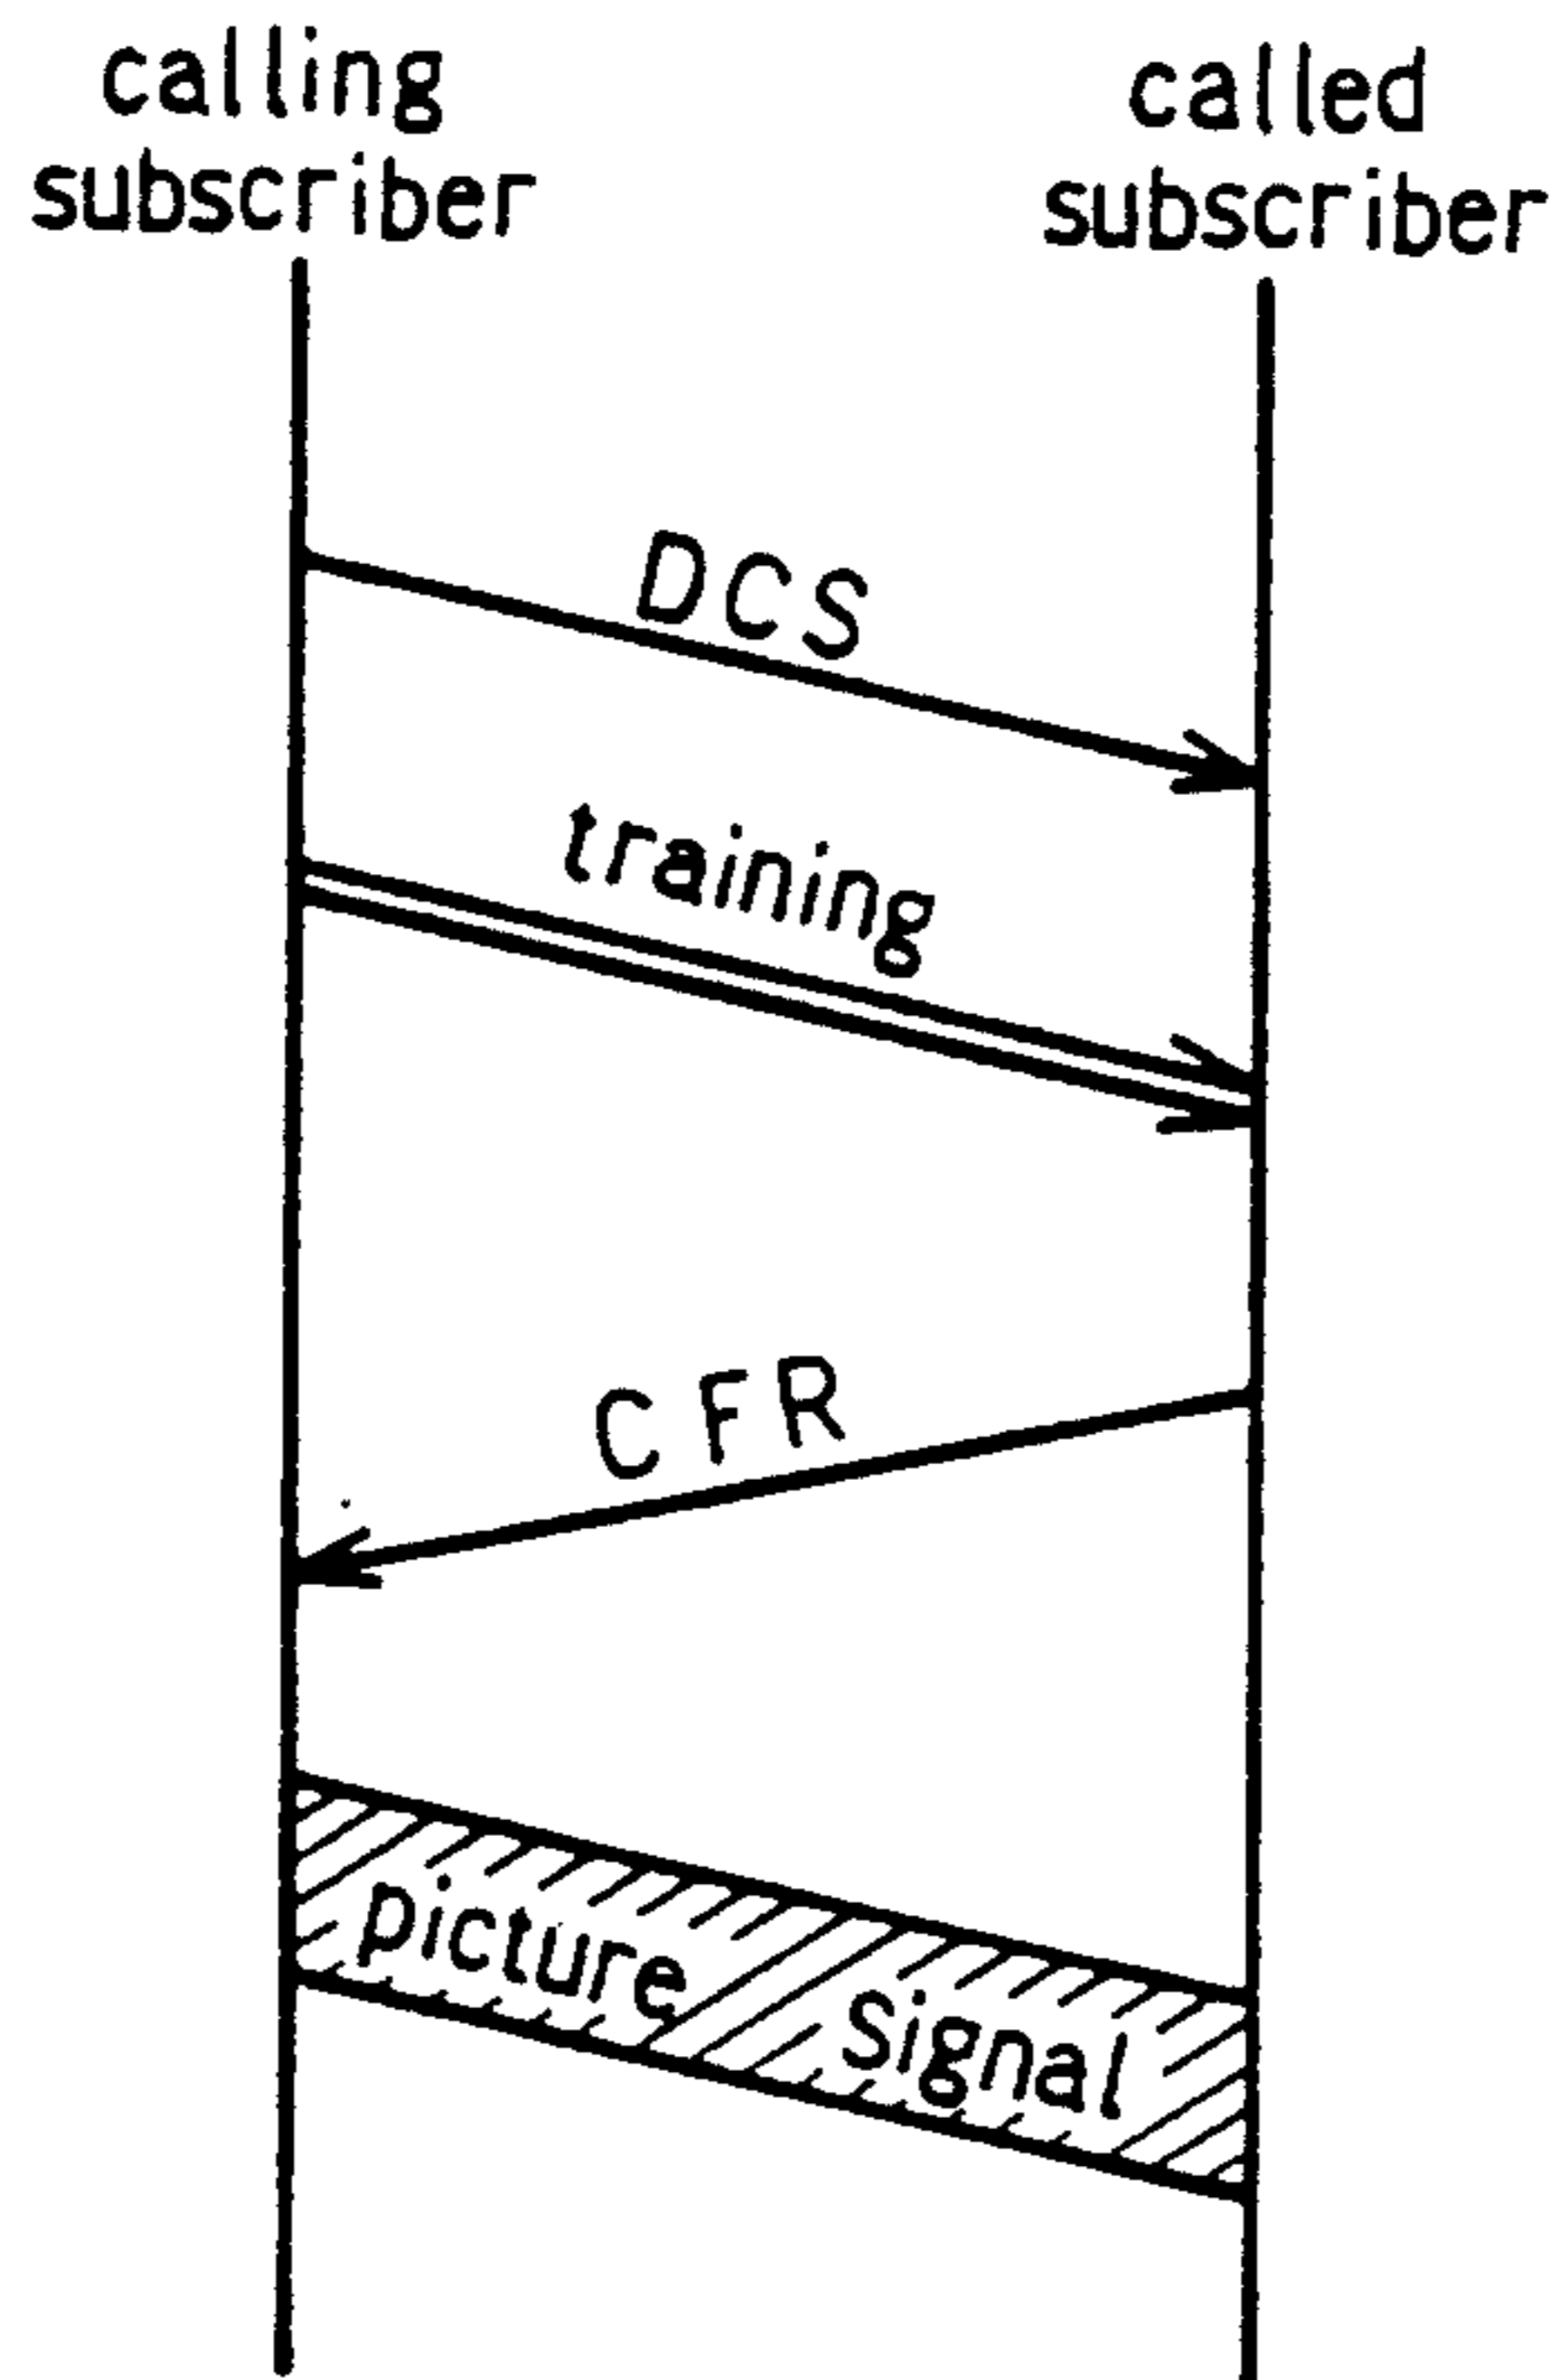 calling
subscriber
called
subscriber
DCS
training
CFR
picture
signal